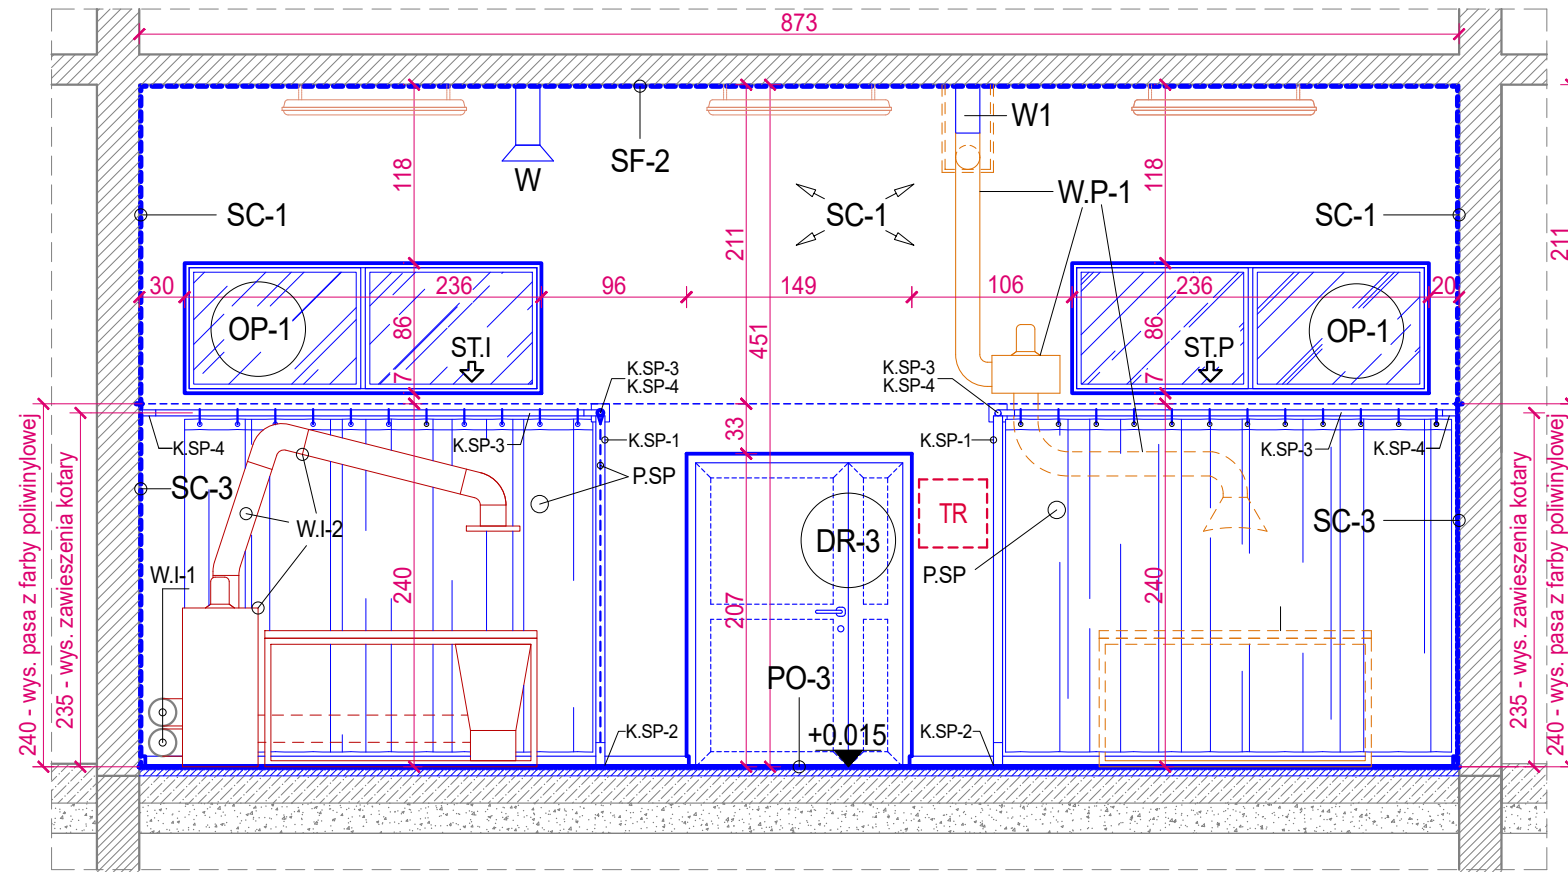 873
W1
SF-2
W
118
W.P-1
118
SC-1
SC-1
SC-1
211
211
30
236
96
149
106
236
20
OP-1
86
ST.I
451
86
ST.P
OP-1
7
7
K.SP-3
K.SP-4
K.SP-3
K.SP-4
K.SP-4
K.SP-3
K.SP-1
33
K.SP-1
K.SP-3
K.SP-4
P.SP
SC-3
W.I-2
TR
SC-3
DR-3
W.I-1
240
207
P.SP
240
PO-3
+0.015
K.SP-2
K.SP-2
240 - wys. pasa z farby poliwinylowej
235 - wys. zawieszenia kotary
235 - wys. zawieszenia kotary
240 - wys. pasa z farby poliwinylowej